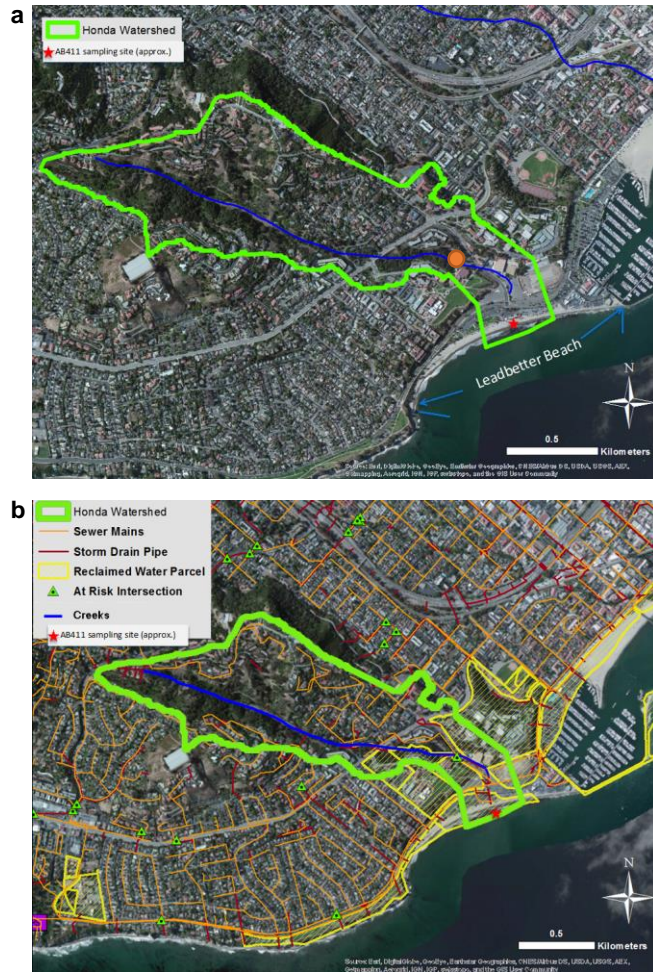 a
Honda Watershed
AB411 sampling site (approx.)
Leadbetter Beach
N
0.5
Kilometers
b
Honda Watershed
Sewer Mains
Storm Drain Pipe
Reclaimed Water Parcel
At Risk Intersection
Creeks
AB411 sampling site (approx.)
N
0.5
Kilometers